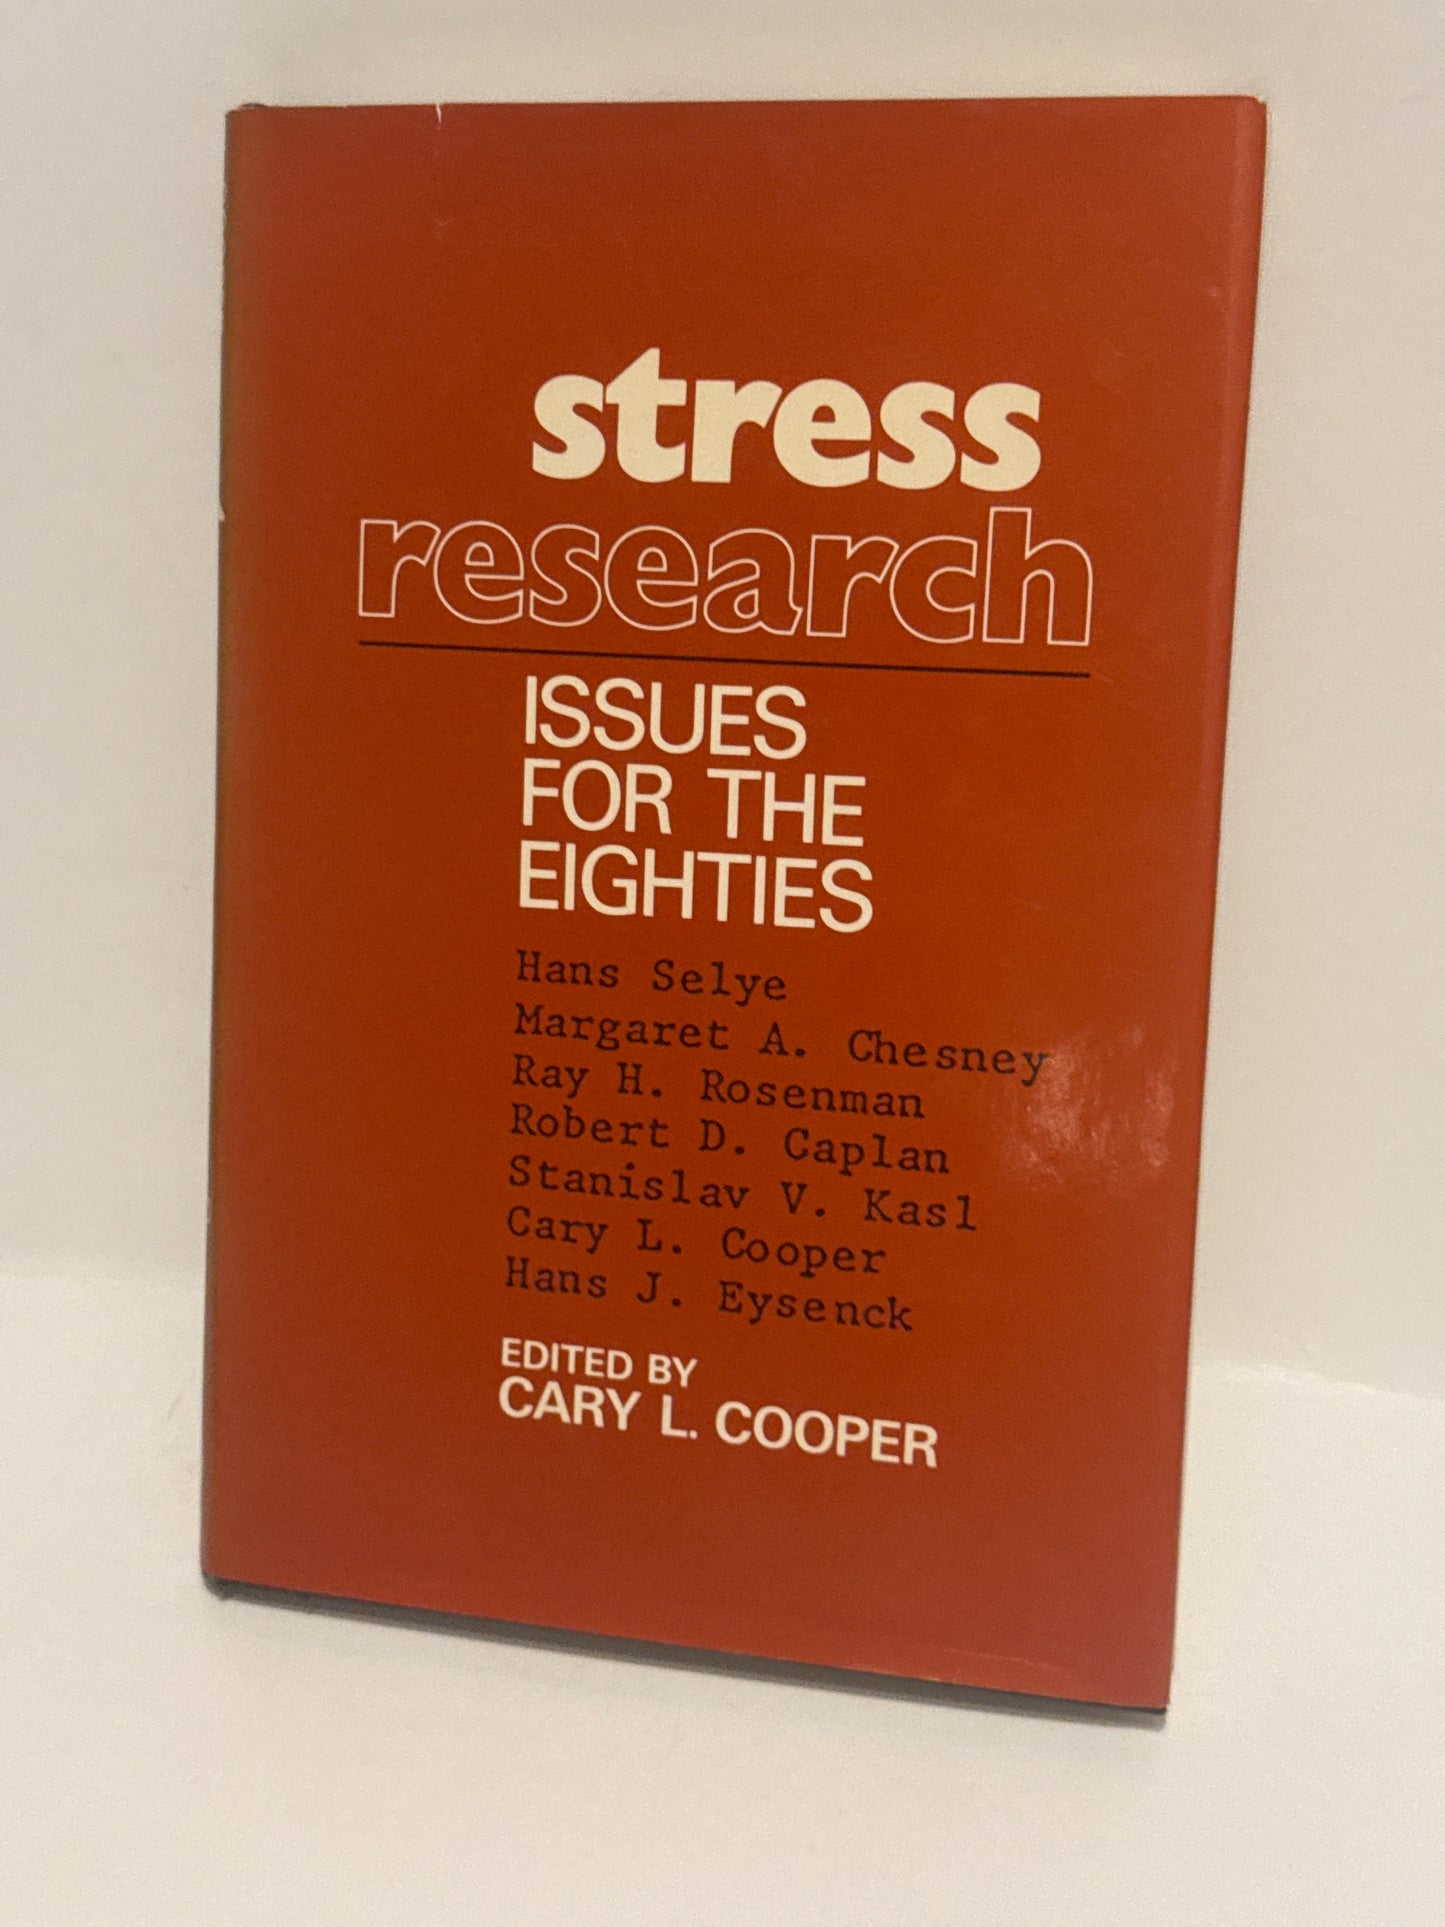 stress
research
ISSUES
FOR THE
EIGHTIES
Hans Selye
Margaret A. Chesney
Ray H. Rosenman
Robert D. Caplan
Stanislav V. Kasl
Cary L. Cooper
Hans J. Eysenck
EDITED BY
CARY L. COOPER